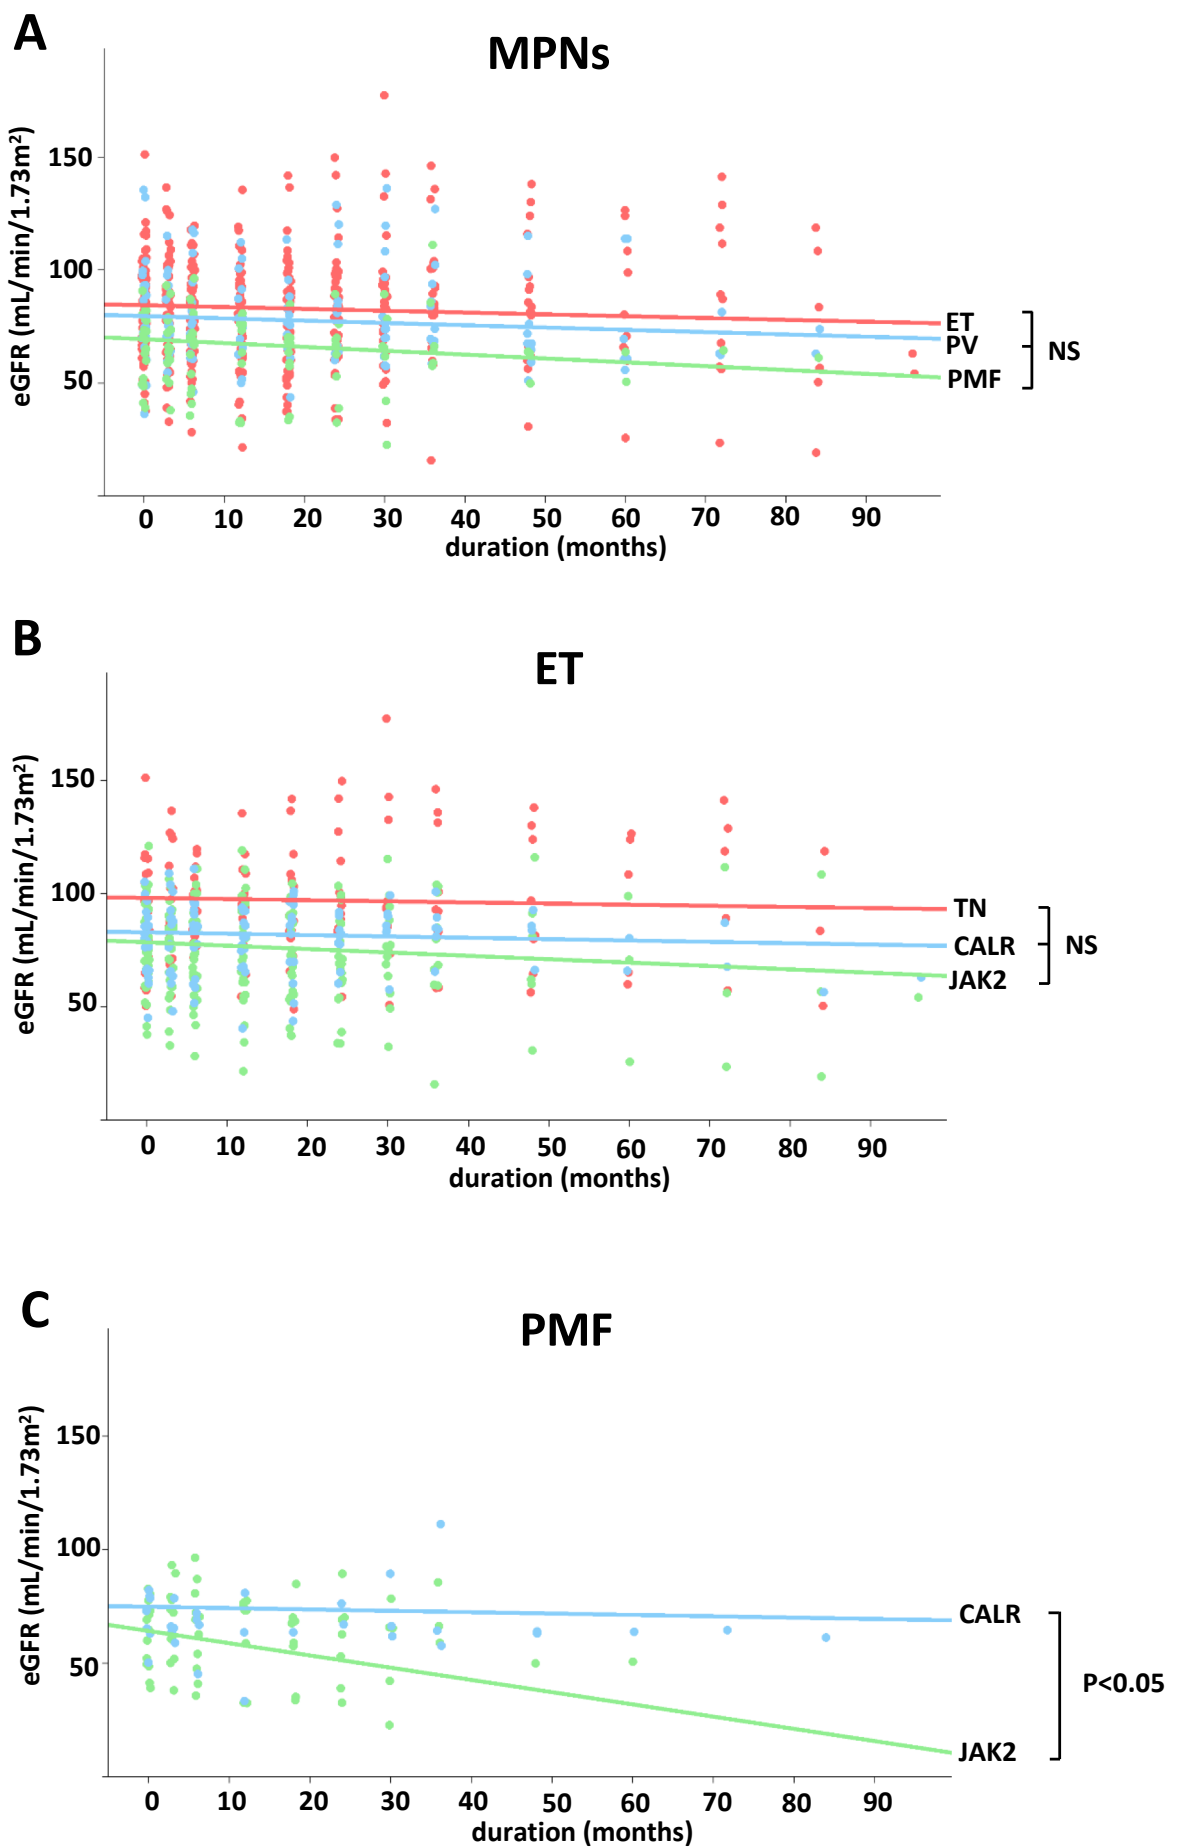 A
MPNs
eGFR (mL/min/1.73m²)
150
100
50
ET
PV
PMF
NS
0 10 20 30 40 50 60 70 80 90
duration (months)
B
ET
eGFR (mL/min/1.73m²)
150
100
50
TN
CALR
JAK2
NS
0 10 20 30 40 50 60 70 80 90
duration (months)
C
PMF
eGFR (mL/min/1.73m²)
150
100
50
CALR
P<0.05
JAK2
0 10 20 30 40 50 60 70 80 90
duration (months)